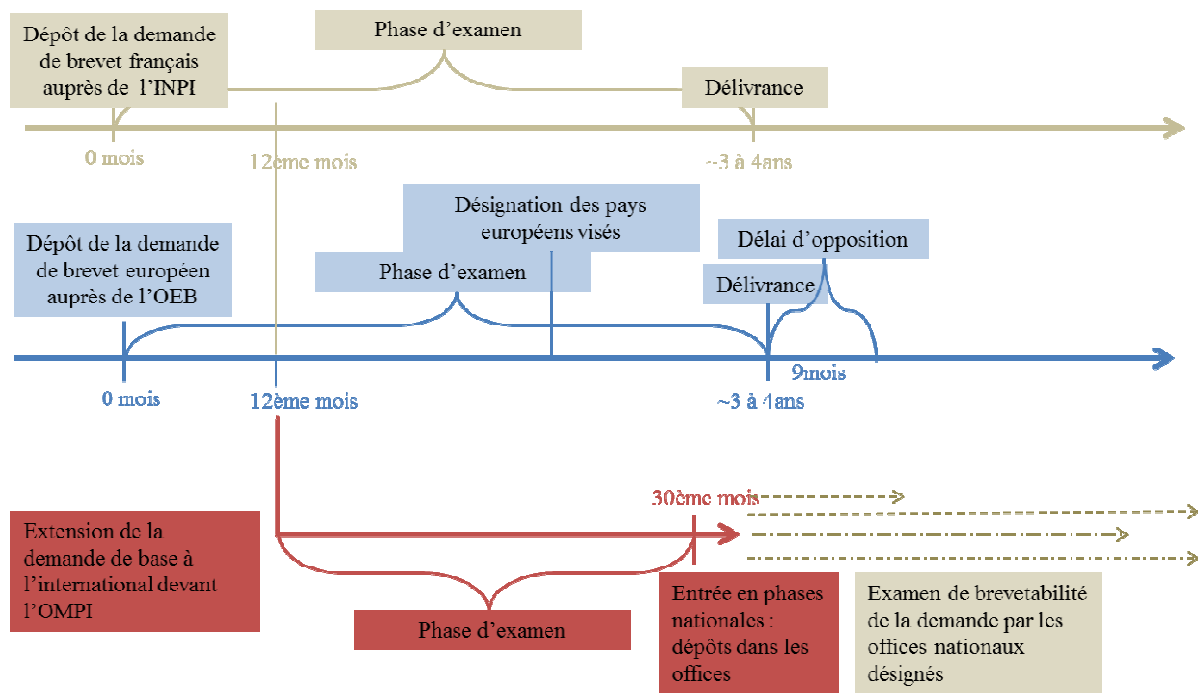 Dépôt de la demande
de brevet français
auprès de l’INPI
Phase d’examen
Délivrance
0 mois
12ème mois
~3 à 4ans
Dépôt de la demande
de brevet européen
auprès de l’OEB
Désignation des pays
européens visés
Phase d’examen
Délai d’opposition
Délivrance
0 mois
12ème mois
9mois
~3 à 4ans
30ème mois
Extension de la
demande de base à
l’international devant
l’OMPI
Phase d’examen
Entrée en phases
nationales :
dépôts dans les
offices
Examen de brevetabilité
de la demande par les
offices nationaux
désignés